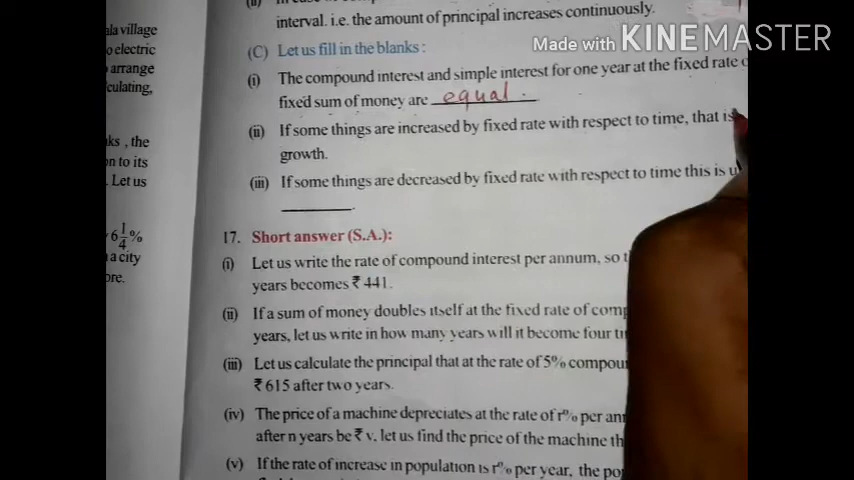 interval. i.e. the amount of principal increases continuously.
Made with KINEMASTER
ala village
o electric
arrange
culating,
ks , the
n to its
Let us
6 1/4 %
a city
ore.
(C) Let us fill in the blanks :
(i) The compound interest and simple interest for one year at the fixed rate
fixed sum of money are equal.
(ii) If some things are increased by fixed rate with respect to time, that is
growth.
(iii) If some things are decreased by fixed rate with respect to time this is u
17. Short answer (S.A.):
(i) Let us write the rate of compound interest per annum, so t
years becomes ₹ 441.
(ii) If a sum of money doubles itself at the fixed rate of comp
years, let us write in how many years will it become four
(iii) Let us calculate the principal that at the rate of 5% compou
₹ 615 after two years.
(iv) The price of a machine depreciates at the rate of r% per ann
after n years be ₹ v, let us find the price of the machine th
(v) If the rate of increase in population is r% per year, the po